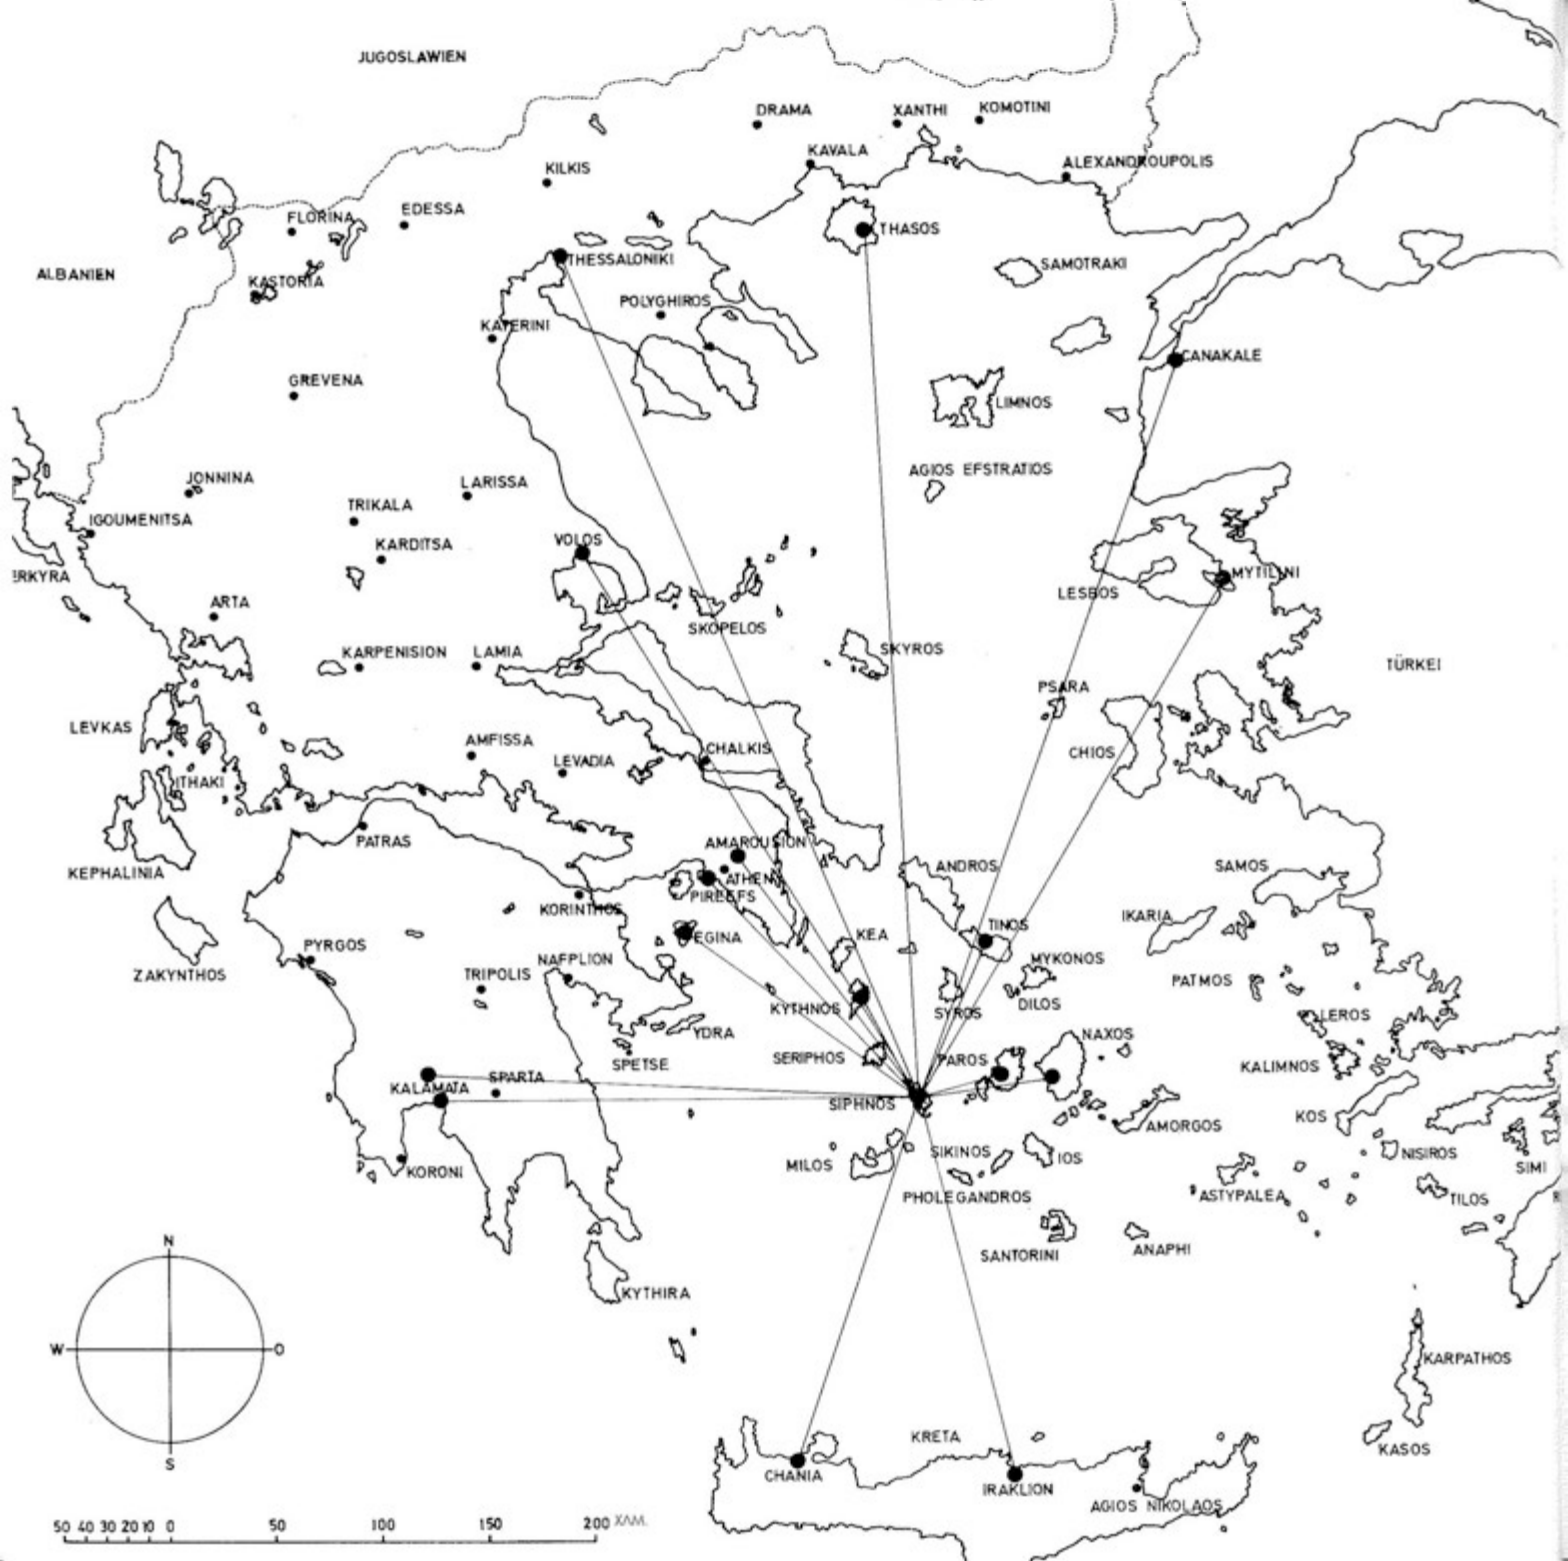 JUGOSLAWIEN
DRAMA
XANTHI
KOMOTINI
KAVALA
ALEXANDROUPOLIS
KILKIS
FLORINA
EDESSA
THASOS
THESSALONIKI
SAMOTRAKI
ALBANIEN
KASTORIA
POLYGHIROS
KATERINI
CANAKALE
GREVENA
LIMNOS
AGIOS EFSTRATIOS
JONNINA
LARISSA
TRIKALA
IGOUMENITSA
VOLOS
KARDITSA
RKYRA
MYTILINI
LESBOS
ARTA
SKOPELOS
SKYROS
KARPENISION
LAMIA
TÜRKEI
PSARA
LEVKAS
AMFISSA
CHALKIS
CHIOS
LEVADIA
ITHAKI
PATRAS
AMAROUSION
KEPHALINIA
ATHEN
ANDROS
SAMOS
PIREEFS
KORINTHOS
IKARIA
TINOS
EGINA
KEA
PYRGOS
ZAKYNTHOS
TRIPOLIS
NAFPLION
MYKONOS
PATMOS
KYTHNOS
SYROS
DILOS
LEROS
YDRA
SPETSE
SERIPHOS
PAROS
NAXOS
KALIMNOS
KALAMATA
SPARTA
SIPHNOS
KOS
AMORGOS
MILOS
SIKINOS
IOS
NISIROS
SIMI
KORONI
PHOLEGANDROS
ASTYPALEA
TILOS
SANTORINI
ANAPHI
N
KYTHIRA
W
O
KARPATHOS
S
KRETA
KASOS
CHANIA
IRAKLION
AGIOS NIKOLAOS
50 40 30 20 10 0 50 100 150 200 ΧΛΜ.